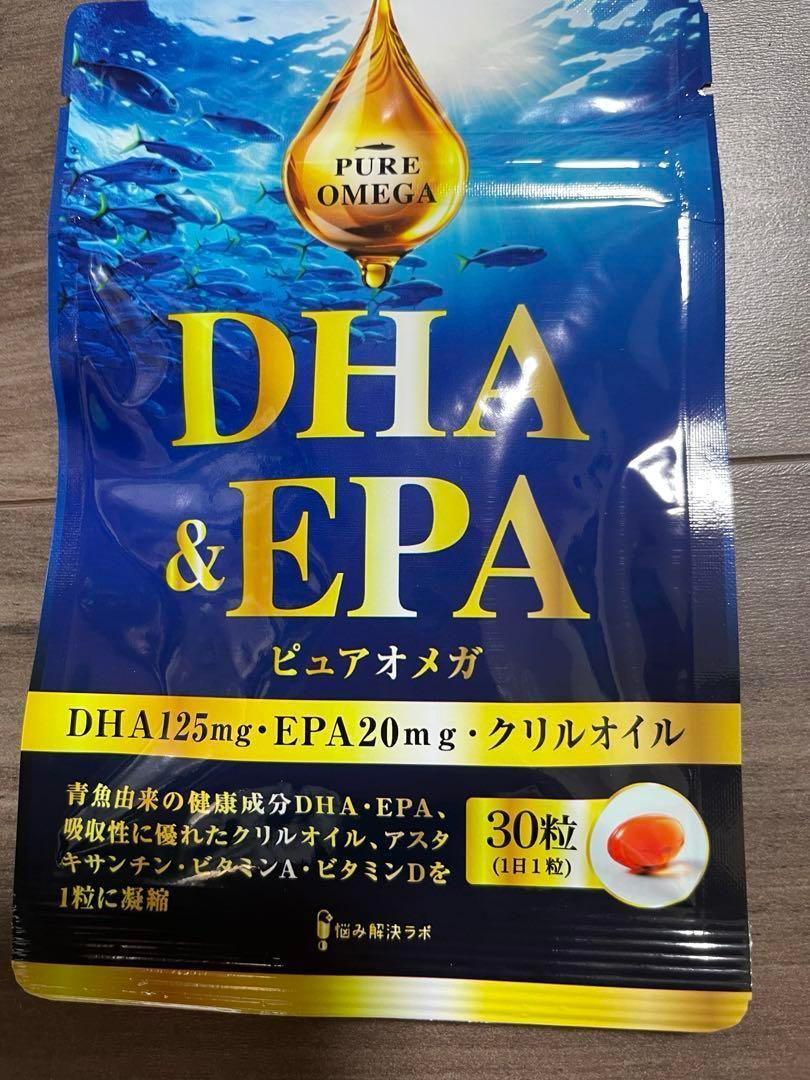 PURE
OMEGA
DHA
&EPA
ピュアオメガ
DHA125mg・EPA20mg・クリルオイル
青魚由来の健康成分DHA・EPA、
吸収性に優れたクリルオイル、アスタ
キサンチン・ビタミンA・ビタミンDを
1粒に凝縮
30粒
(1日1粒)
悩み解決ラボ